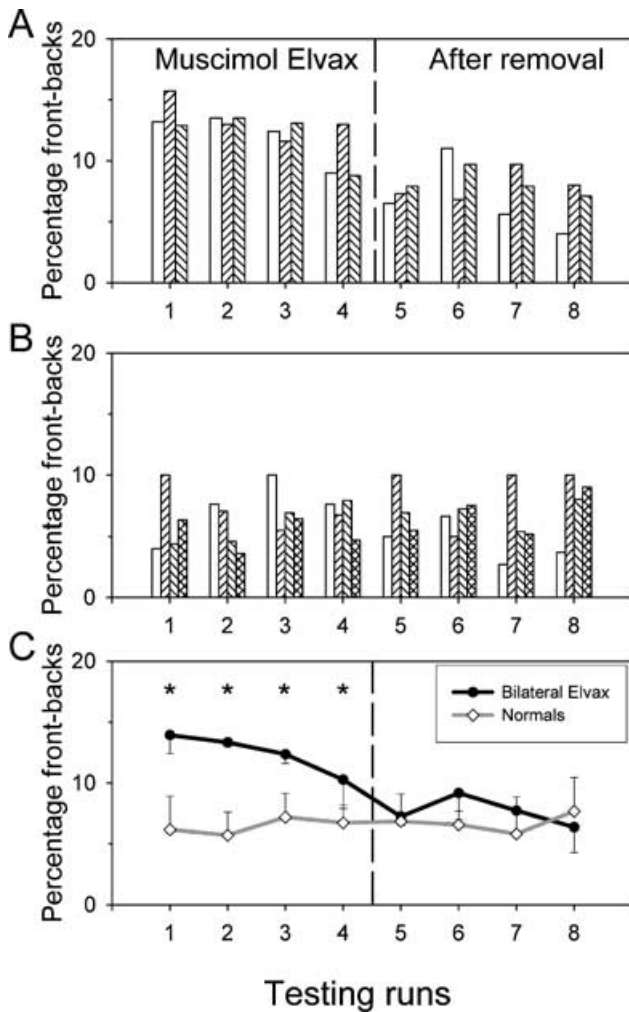 A
Percentage front-backs
20
10
0
Muscimol Elvax
After removal
1 2 3 4 5 6 7 8
B
Percentage front-backs
20
10
0
1 2 3 4 5 6 7 8
C
Percentage front-backs
20
10
0
* * * *
Bilateral Elvax
Normals
1 2 3 4 5 6 7 8
Testing runs